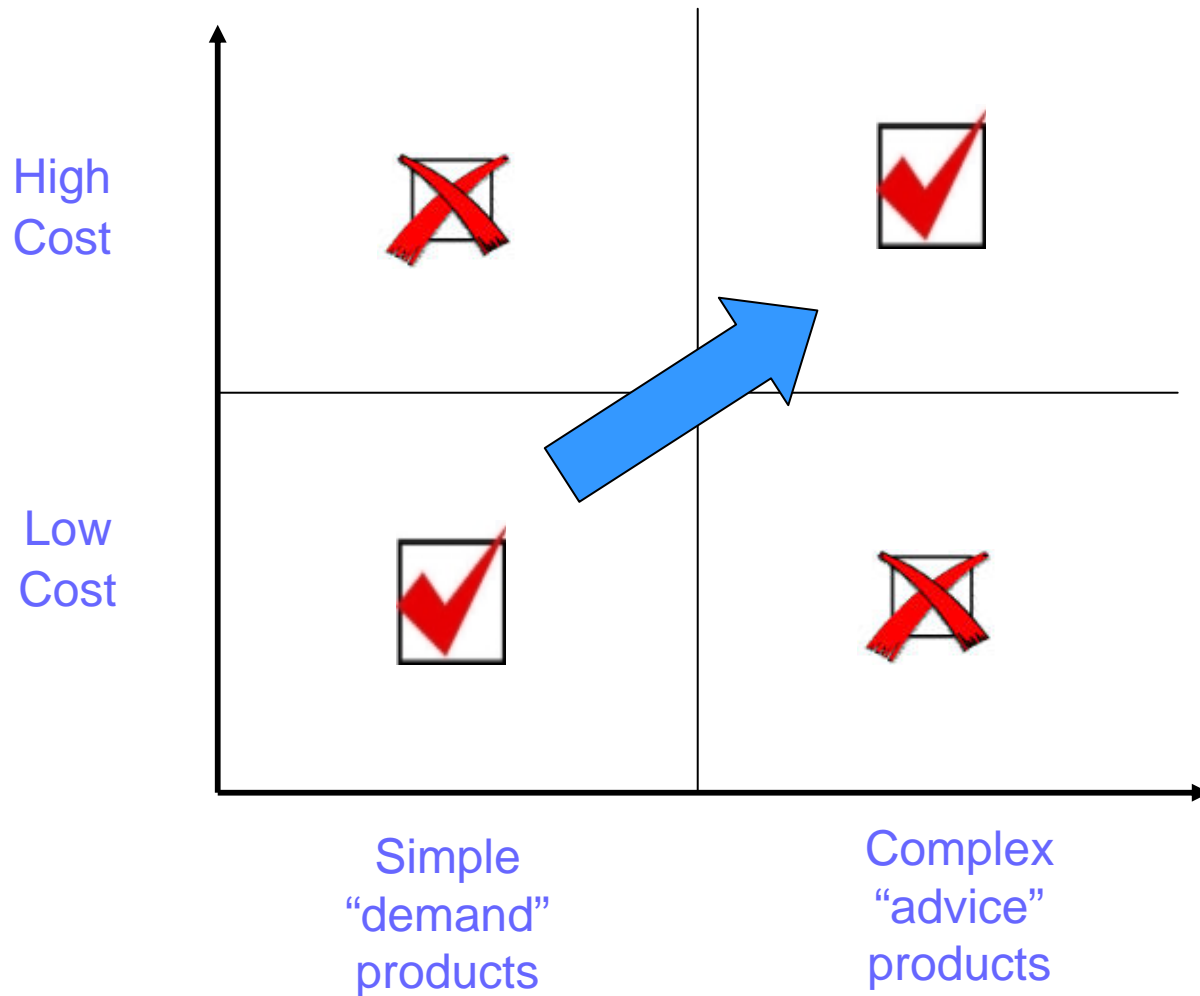 High
Cost
Low
Cost
Simple
“demand”
products
Complex
“advice”
products